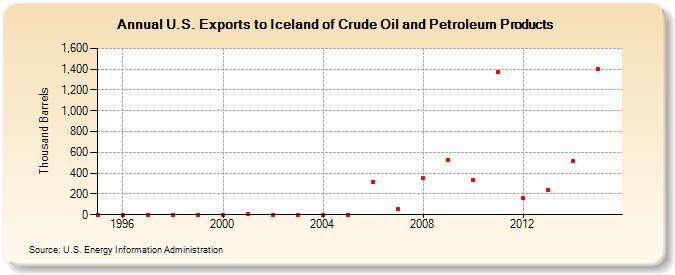 Annual U.S. Exports to Iceland of Crude Oil and Petroleum Products
Thousand Barrels
1,600
1,400
1,200
1,000
800
600
400
200
0
1996 2000 2004 2008 2012
Source: U.S. Energy Information Administration